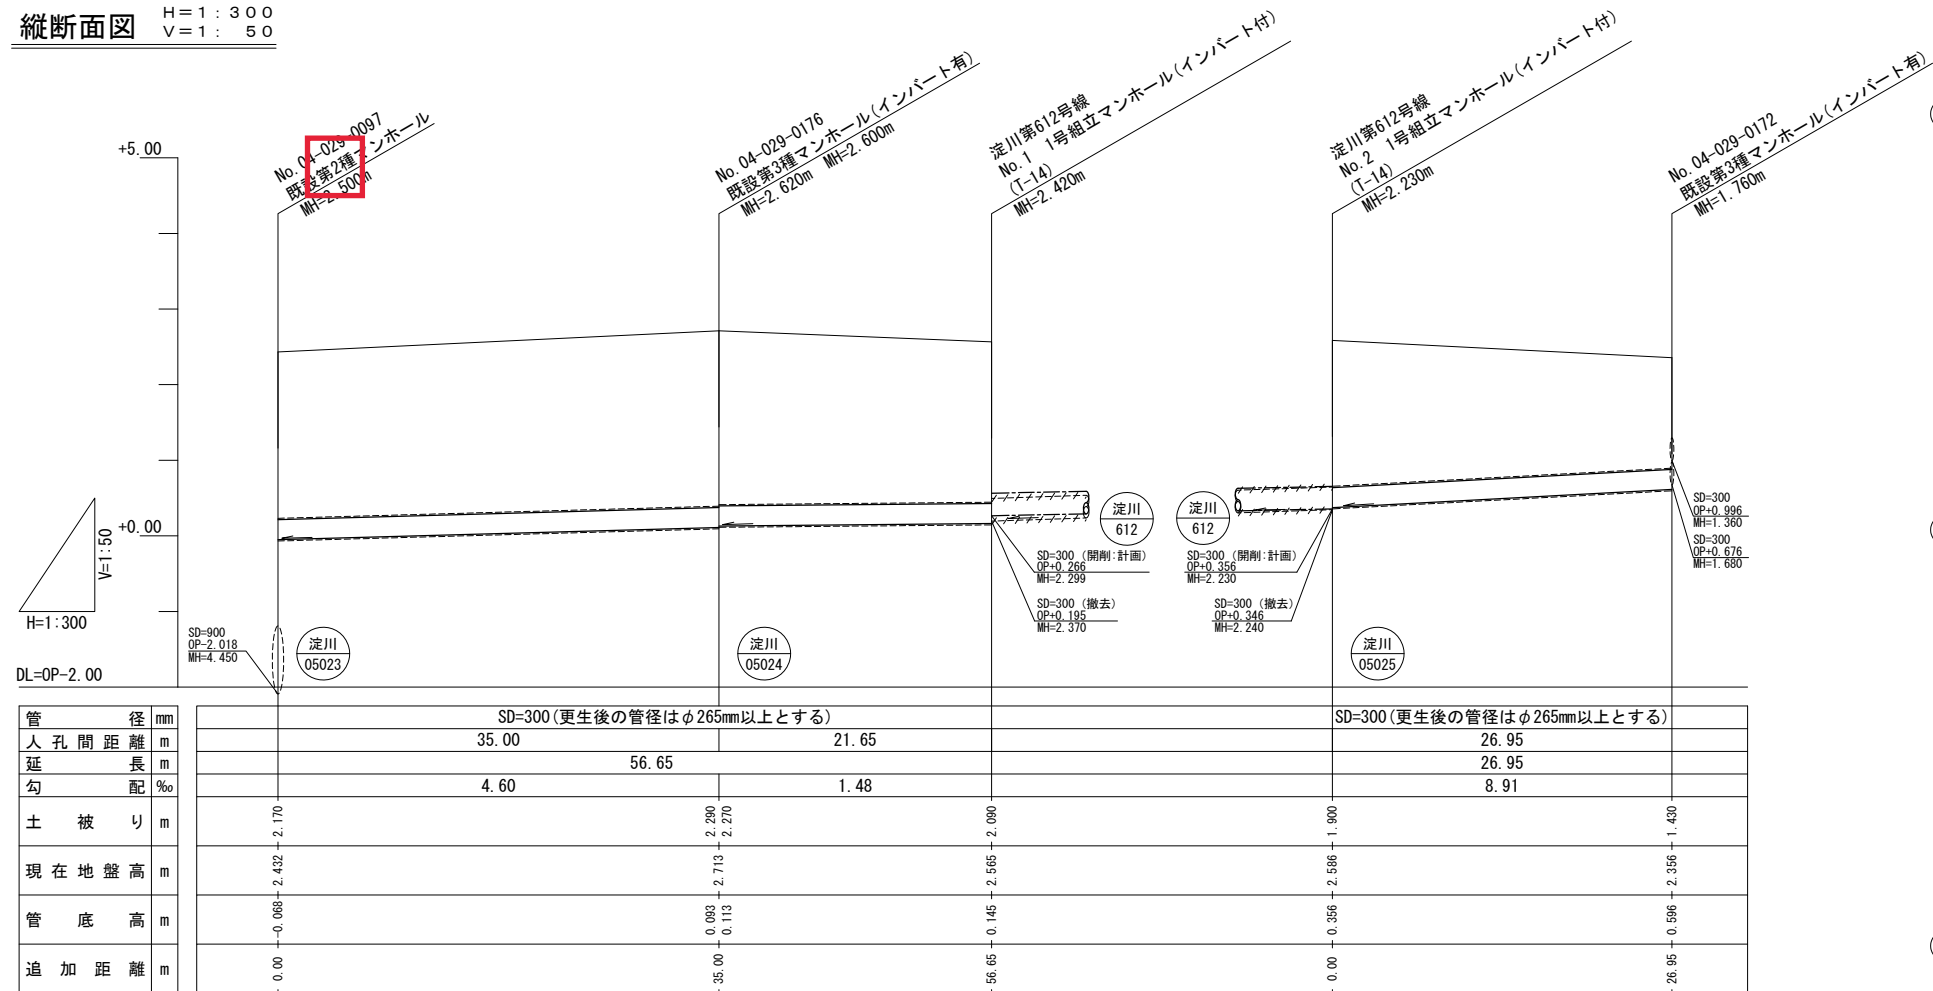 縦断面図
H=1:300
V=1: 50
No.04-029-0097
既設第2種マンホール
MH=2.500m
No.04-029-0176
既設第3種マンホール(インバート有)
MH=2.620m MH=2.600m
淀川第612号線
No.1 1号組立マンホール(インバート付)
(T-14)
MH=2.420m
淀川第612号線
No.2 1号組立マンホール(インバート付)
(T-14)
MH=2.230m
No.04-029-0172
既設第3種マンホール(インバート有)
MH=1.760m
+5.00
+0.00
V=1:50
H=1:300
DL=OP-2.00
SD=900
OP-2.018
MH=4.450
淀川
05023
淀川
05024
淀川
612
SD=300 (開削:計画)
OP+0.266
MH=2.299
SD=300 (撤去)
OP+0.195
MH=2.370
淀川
612
SD=300 (開削:計画)
OP+0.356
MH=2.230
SD=300 (撤去)
OP+0.346
MH=2.240
淀川
05025
SD=300
OP+0.996
MH=1.360
SD=300
OP+0.676
MH=1.680
管径 mm SD=300(更生後の管径はφ265mm以上とする) SD=300(更生後の管径はφ265mm以上とする)
人孔間距離 m 35.00 21.65 26.95
延長 m 56.65 26.95
勾配 ‰ 4.60 1.48 8.91
土被り m 2.170 2.290 2.270 2.090 1.900 1.430
現在地盤高 m 2.432 2.713 2.565 2.586 2.356
管底高 m -0.068 0.093 0.113 0.145 0.356 0.596
追加距離 m 0.00 35.00 56.65 0.00 26.95